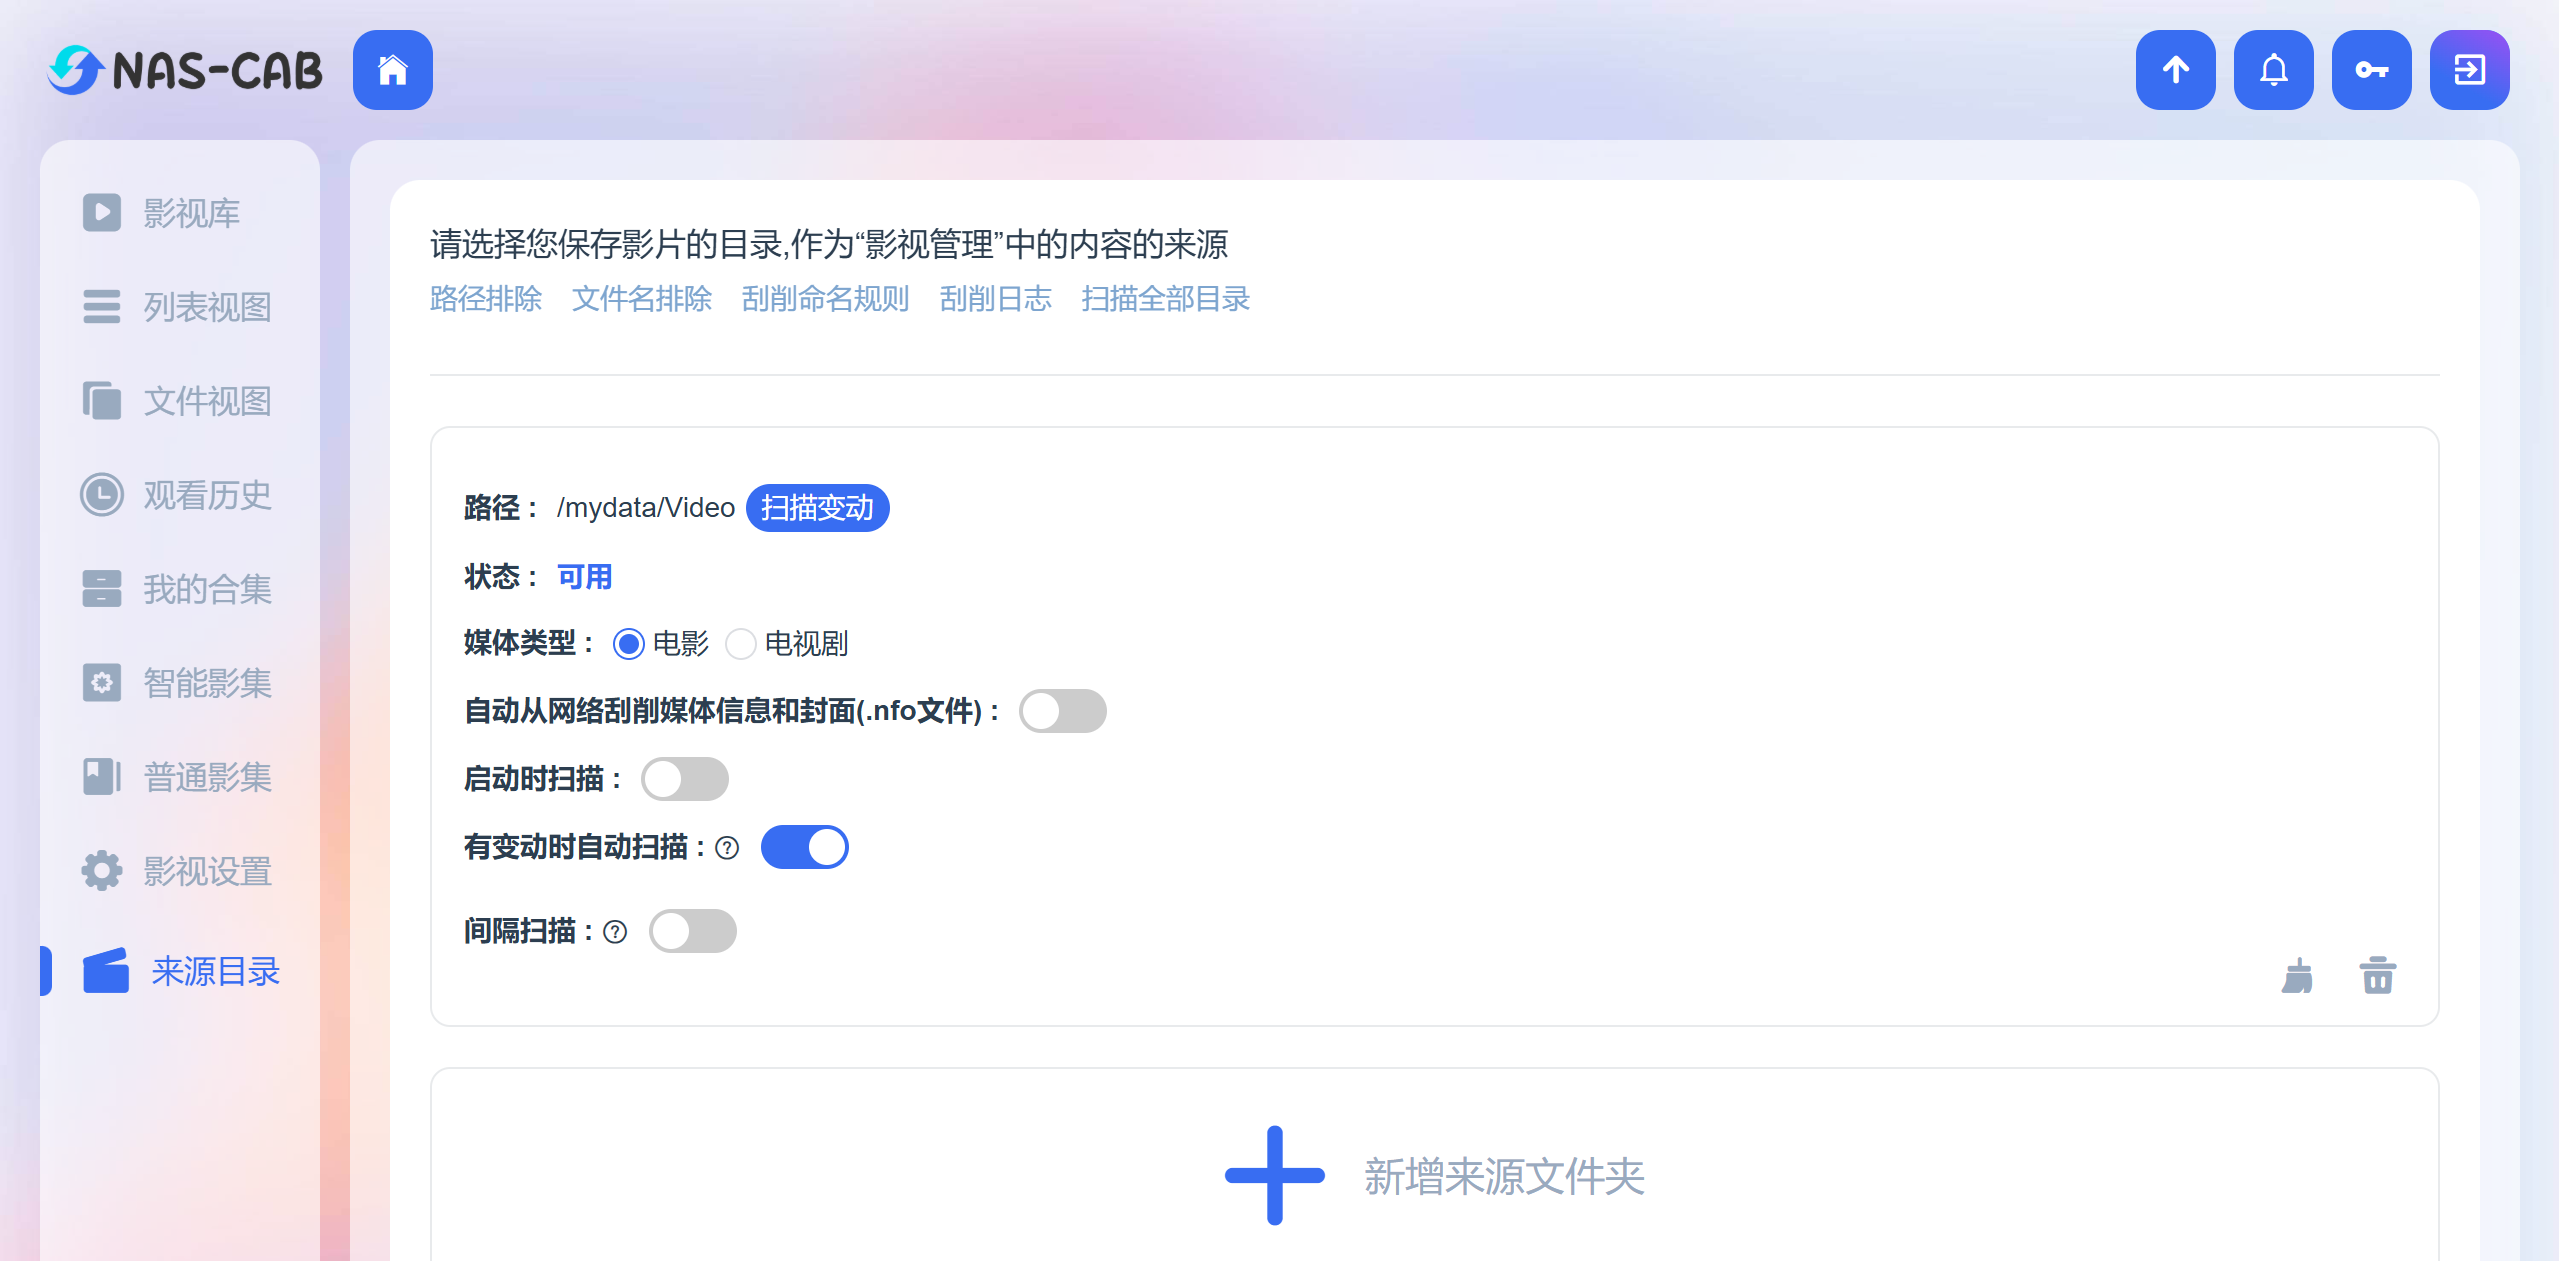 NAS-CAB
影视库
列表视图
文件视图
观看历史
我的合集
智能影集
普通影集
影视设置
来源目录
请选择您保存影片的目录,作为“影视管理”中的内容的来源
路径排除 文件名排除 刮削命名规则 刮削日志 扫描全部目录
路径: /mydata/Video 扫描变动
状态: 可用
媒体类型: 电影 电视剧
自动从网络刮削媒体信息和封面(.nfo文件):
启动时扫描:
有变动时自动扫描:?
间隔扫描:?
新增来源文件夹